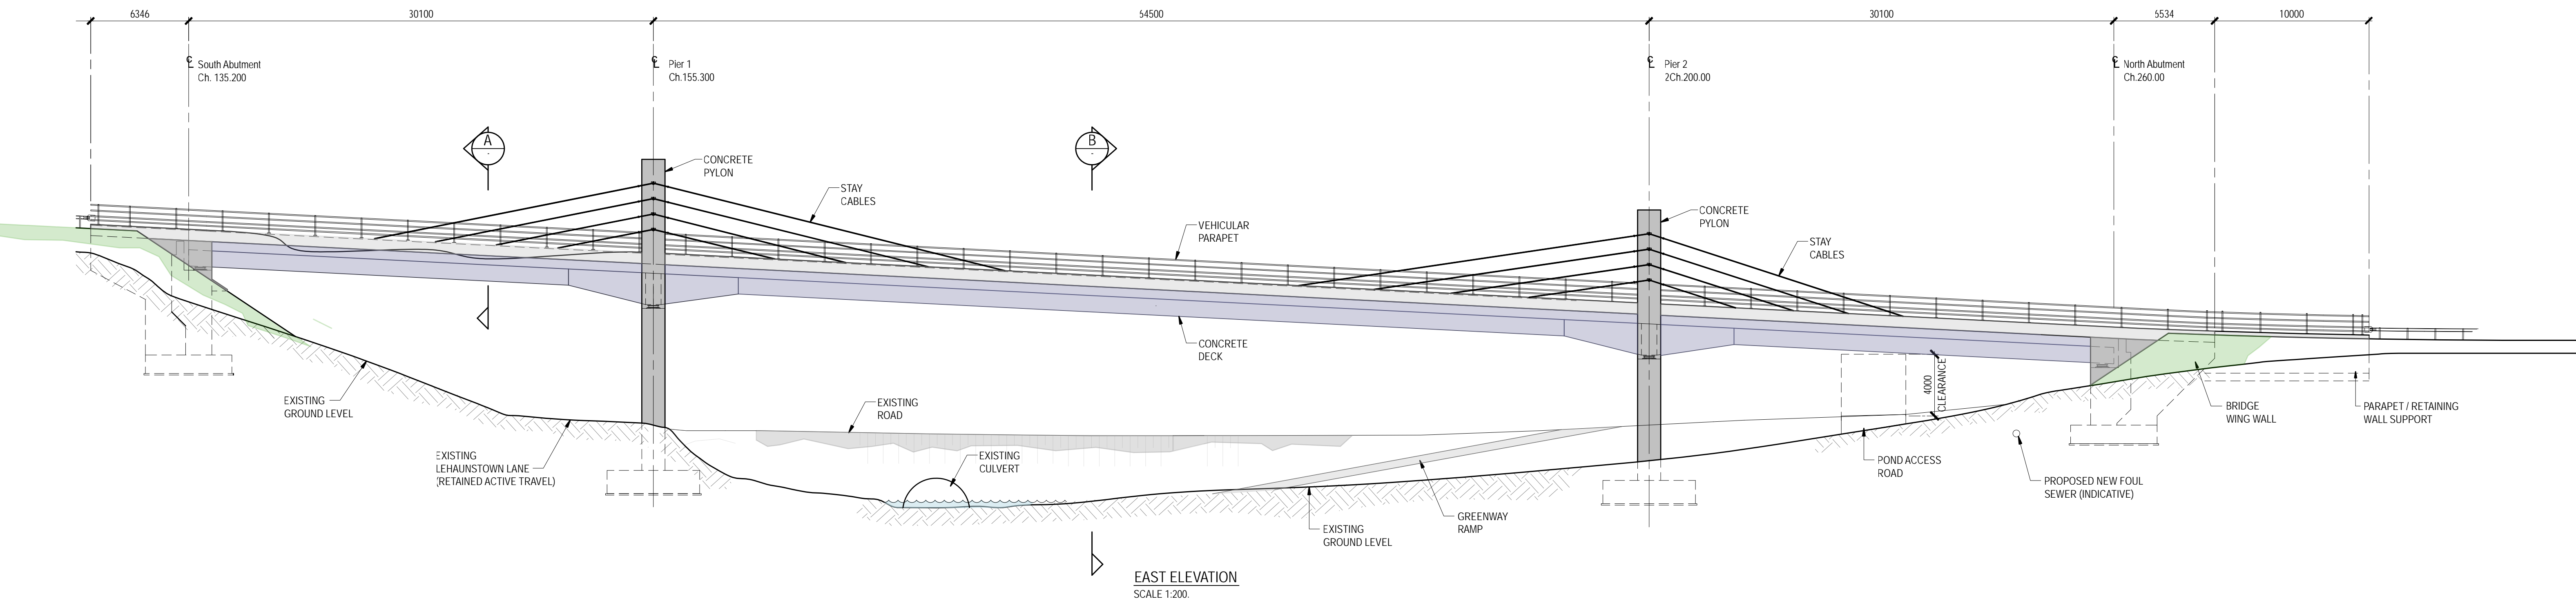 6346
30100
54500
30100
5534
10000
℄ South Abutment
Ch. 135.200
℄ Pier 1
Ch.155.300
℄ Pier 2
2Ch.200.00
℄ North Abutment
Ch.260.00
A
-
B
-
CONCRETE
PYLON
STAY
CABLES
VEHICULAR
PARAPET
CONCRETE
PYLON
STAY
CABLES
CONCRETE
DECK
4000
CLEARANCE
EXISTING
GROUND LEVEL
EXISTING
ROAD
BRIDGE
WING WALL
PARAPET / RETAINING
WALL SUPPORT
EXISTING
LEHAUNSTOWN LANE
(RETAINED ACTIVE TRAVEL)
EXISTING
CULVERT
POND ACCESS
ROAD
PROPOSED NEW FOUL
SEWER (INDICATIVE)
EXISTING
GROUND LEVEL
GREENWAY
RAMP
EAST ELEVATION
SCALE 1:200.